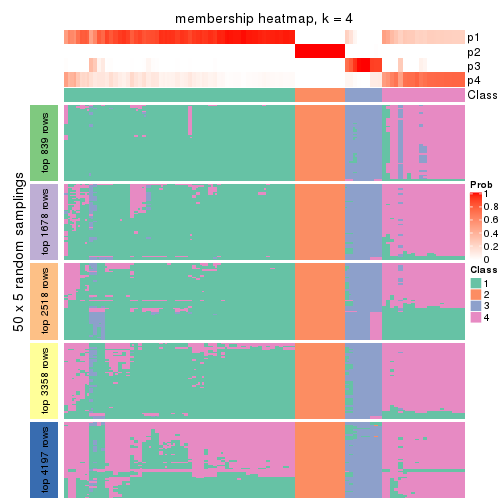 membership heatmap, k = 4
p1
p2
p3
p4
Class
50 x 5 random samplings
top 839 rows
top 1678 rows
top 2518 rows
top 3358 rows
top 4197 rows
Prob
1
0.8
0.6
0.4
0.2
0
Class
1
2
3
4